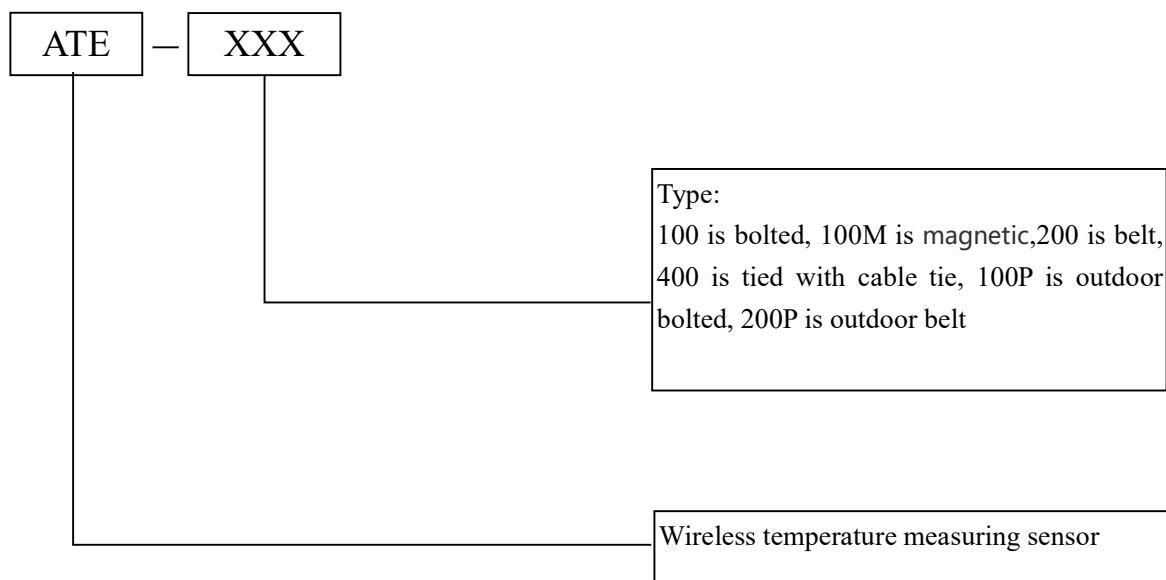 ATE — XXX
Type:
100 is bolted, 100M is magnetic,200 is belt,
400 is tied with cable tie, 100P is outdoor
bolted, 200P is outdoor belt
Wireless temperature measuring sensor